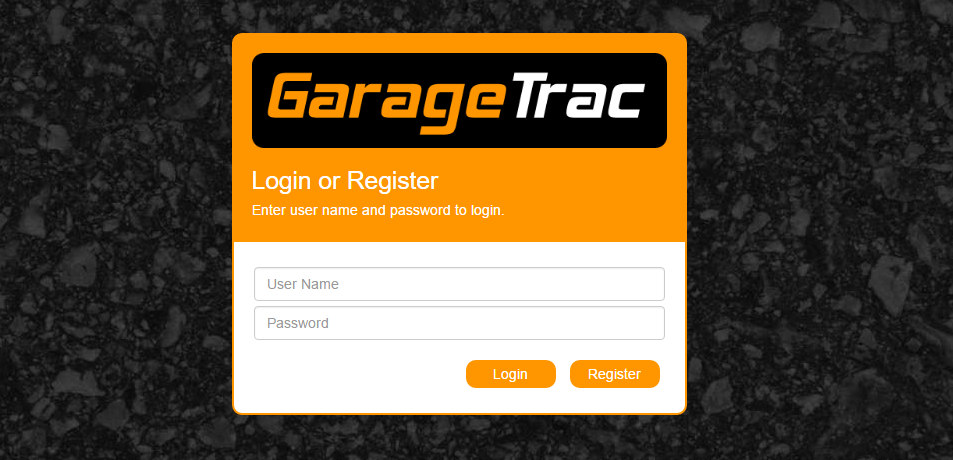 GarageTrac
Login or Register
Enter user name and password to login.
User Name
Password
Login Register